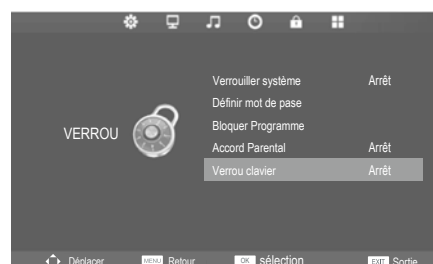 Verrouiller système Arrêt
Définir mot de pase
VERROU
Bloquer Programme
Accord Parental Arrêt
Verrou clavier Arrêt
Déplacer MENU Retour OK sélection EXIT Sortie